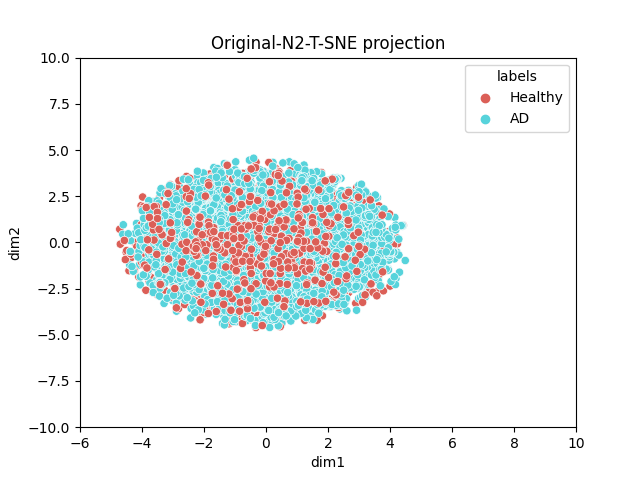 Original-N2-T-SNE projection
labels
Healthy
AD
dim2
10.0
7.5
5.0
2.5
0.0
−2.5
−5.0
−7.5
−10.0
−6 −4 −2 0 2 4 6 8 10
dim1